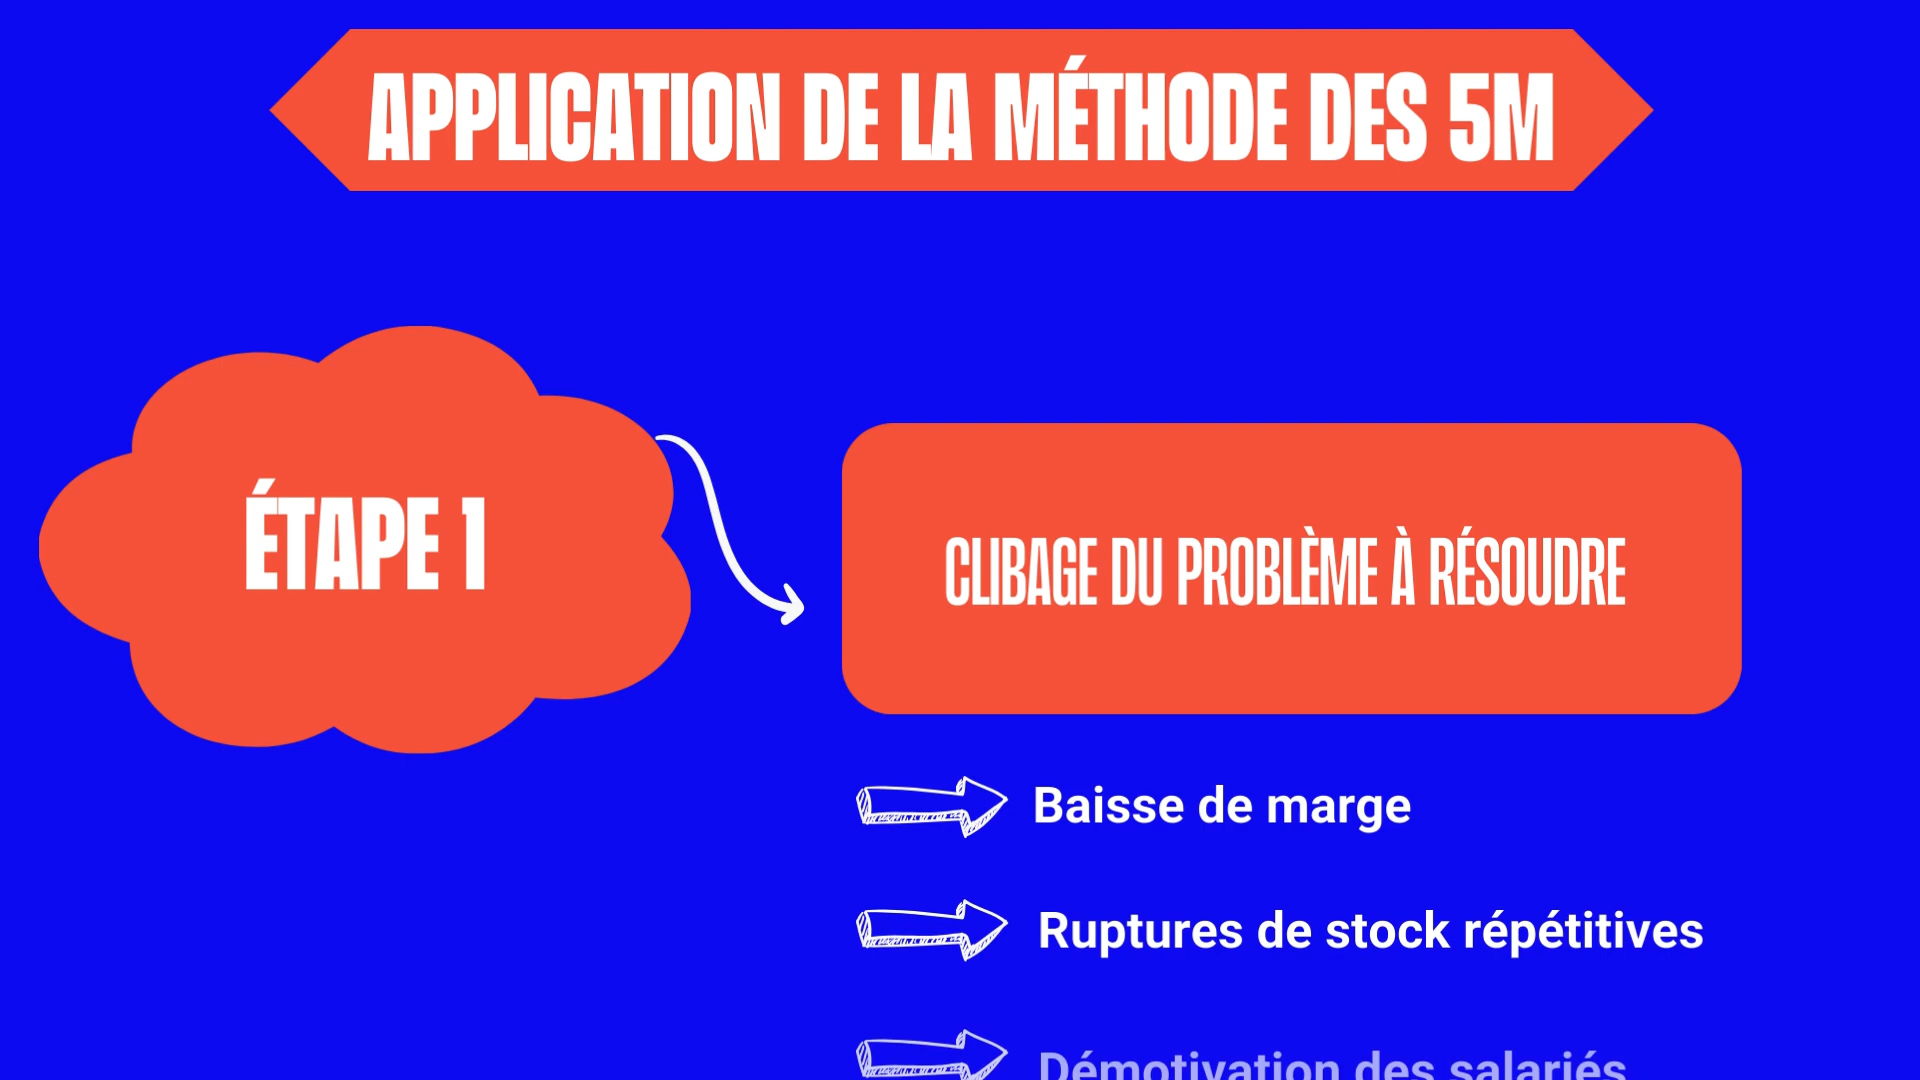 APPLICATION DE LA MÉTHODE DES 5M
ÉTAPE 1
CLIBAGE DU PROBLÈME À RÉSOUDRE
Baisse de marge
Ruptures de stock répétitives
Démotivation des salariés